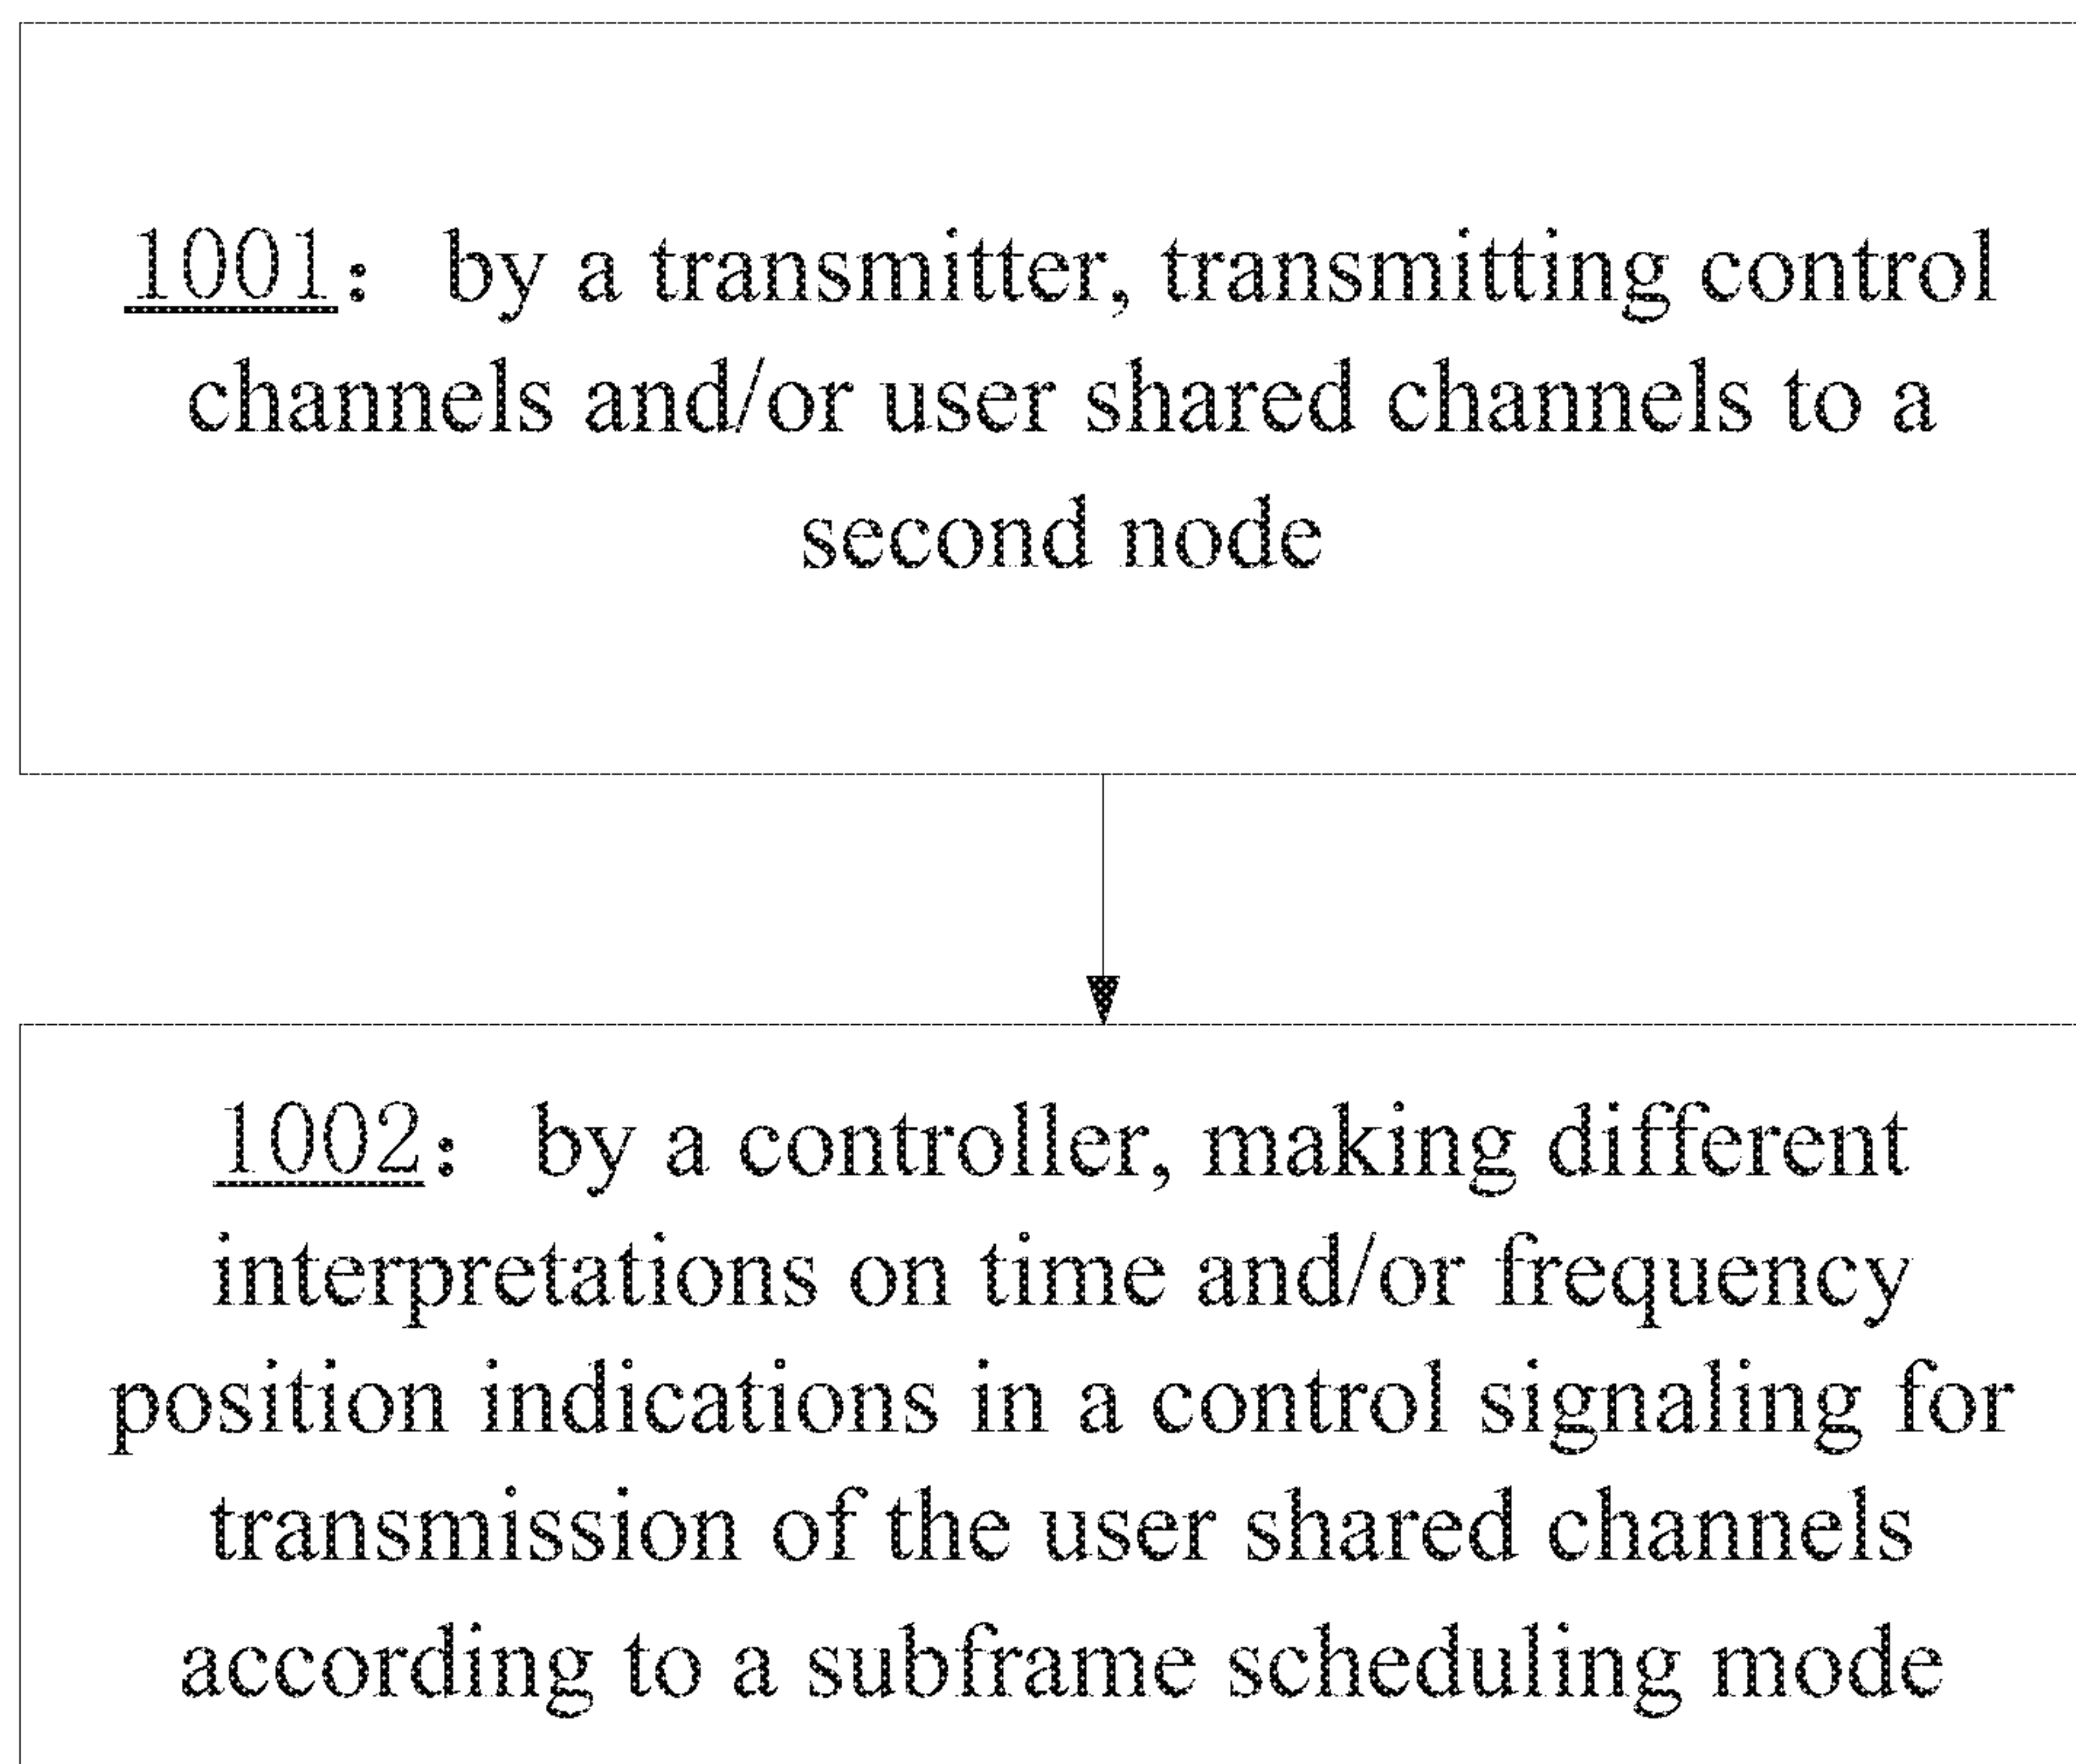 1001: by a transmitter, transmitting control
channels and/or user shared channels to a
second node
1002: by a controller, making different
interpretations on time and/or frequency
position indications in a control signaling for
transmission of the user shared channels
according to a subframe scheduling mode